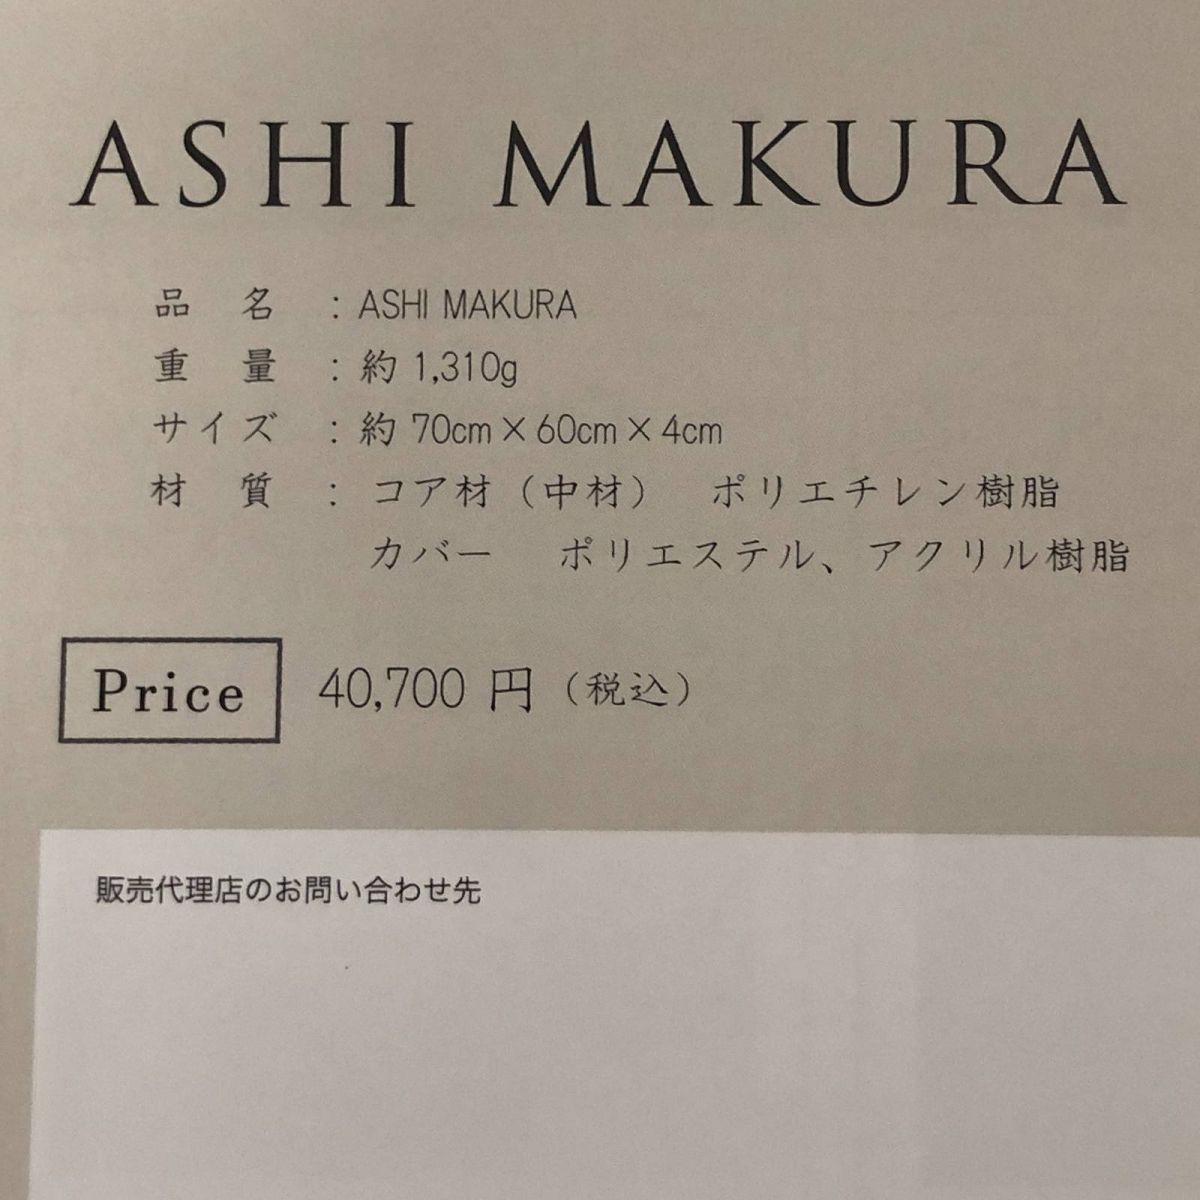 ASHI MAKURA
品名：ASHI MAKURA
重量：約 1,310g
サイズ：約 70cm×60cm×4cm
材質：コア材（中材）　ポリエチレン樹脂
カバー　ポリエステル、アクリル樹脂
Price 40,700 円（税込）
販売代理店のお問い合わせ先